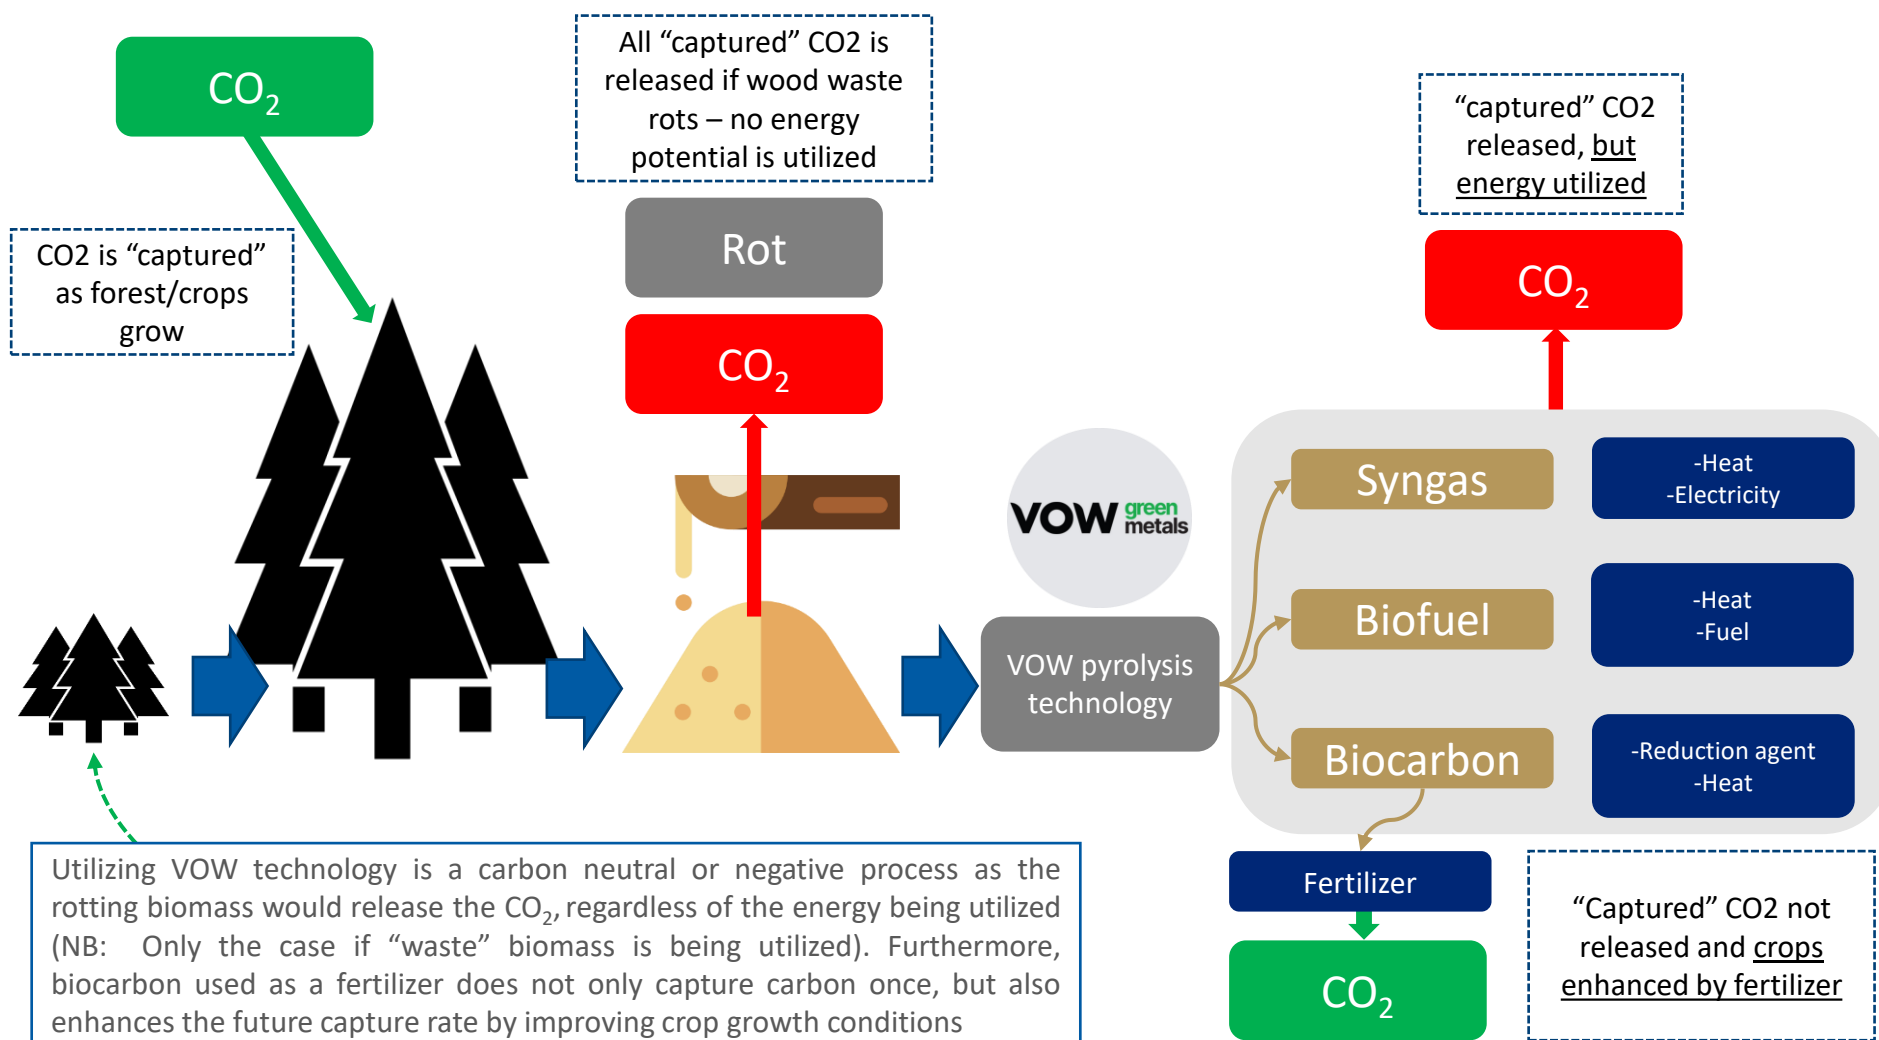 CO₂
CO2 is “captured”
as forest/crops
grow
All “captured” CO2 is
released if wood waste
rots – no energy
potential is utilized
Rot
CO₂
VOW green
metals
VOW pyrolysis
technology
“captured” CO2
released, but
energy utilized
CO₂
Syngas
-Heat
-Electricity
Biofuel
-Heat
-Fuel
Biocarbon
-Reduction agent
-Heat
Fertilizer
CO₂
“Captured” CO2 not
released and crops
enhanced by fertilizer
Utilizing VOW technology is a carbon neutral or negative process as the
rotting biomass would release the CO₂, regardless of the energy being utilized
(NB: Only the case if “waste” biomass is being utilized). Furthermore,
biocarbon used as a fertilizer does not only capture carbon once, but also
enhances the future capture rate by improving crop growth conditions